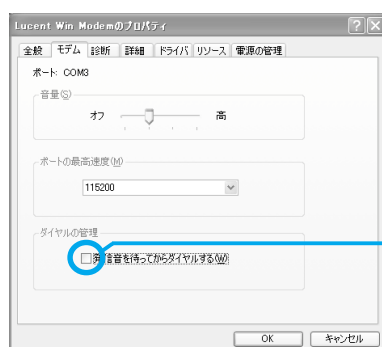 Lucent Win Modemのプロパティ
全般 モデム 診断 詳細 ドライバ リソース 電源の管理
ポート: COM3
音量(S)
オフ 高
ポートの最高速度(M)
115200
ダイヤルの管理
発信音を待ってからダイヤルする(W)
OK キャンセル